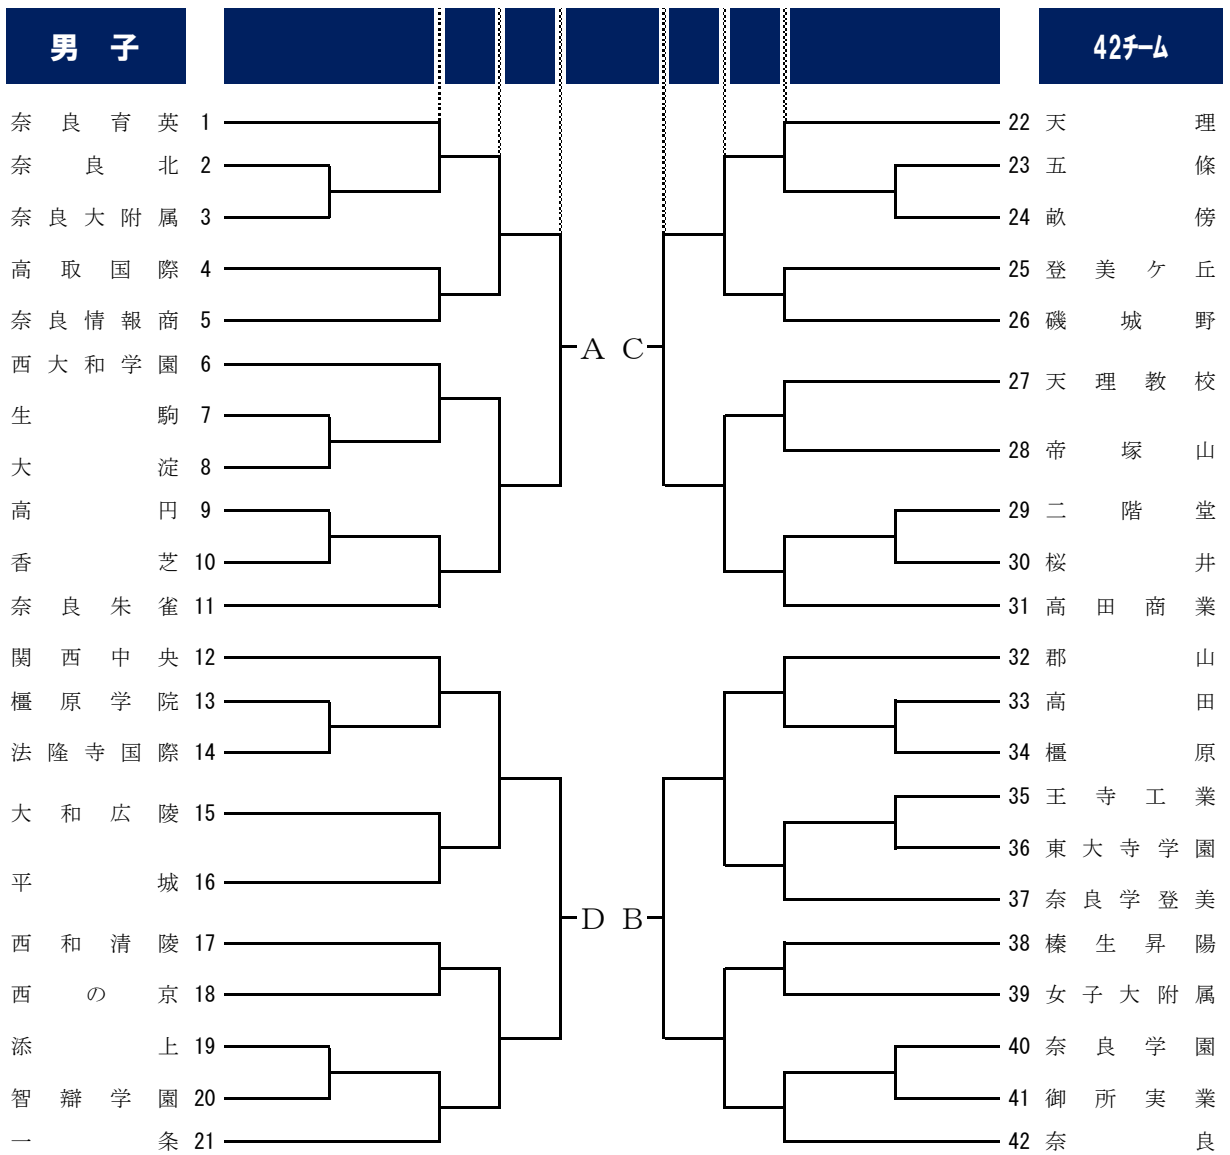 男子
42チーム
奈良育英 1
奈良北 2
奈良大附属 3
高取国際 4
奈良情報商 5
西大和学園 6
生駒 7
大淀 8
高円 9
香芝 10
奈良朱雀 11
関西中央 12
橿原学院 13
法隆寺国際 14
大和広陵 15
平城 16
西和清陵 17
西の京 18
添上 19
智辯学園 20
一条 21
A C
D B
22 天理
23 五條
24 畝傍
25 登美ケ丘
26 磯城野
27 天理教校
28 帝塚山
29 二階堂
30 桜井
31 高田商業
32 郡山
33 高田
34 橿原
35 王寺工業
36 東大寺学園
37 奈良学登美
38 榛生昇陽
39 女子大附属
40 奈良学園
41 御所実業
42 奈良